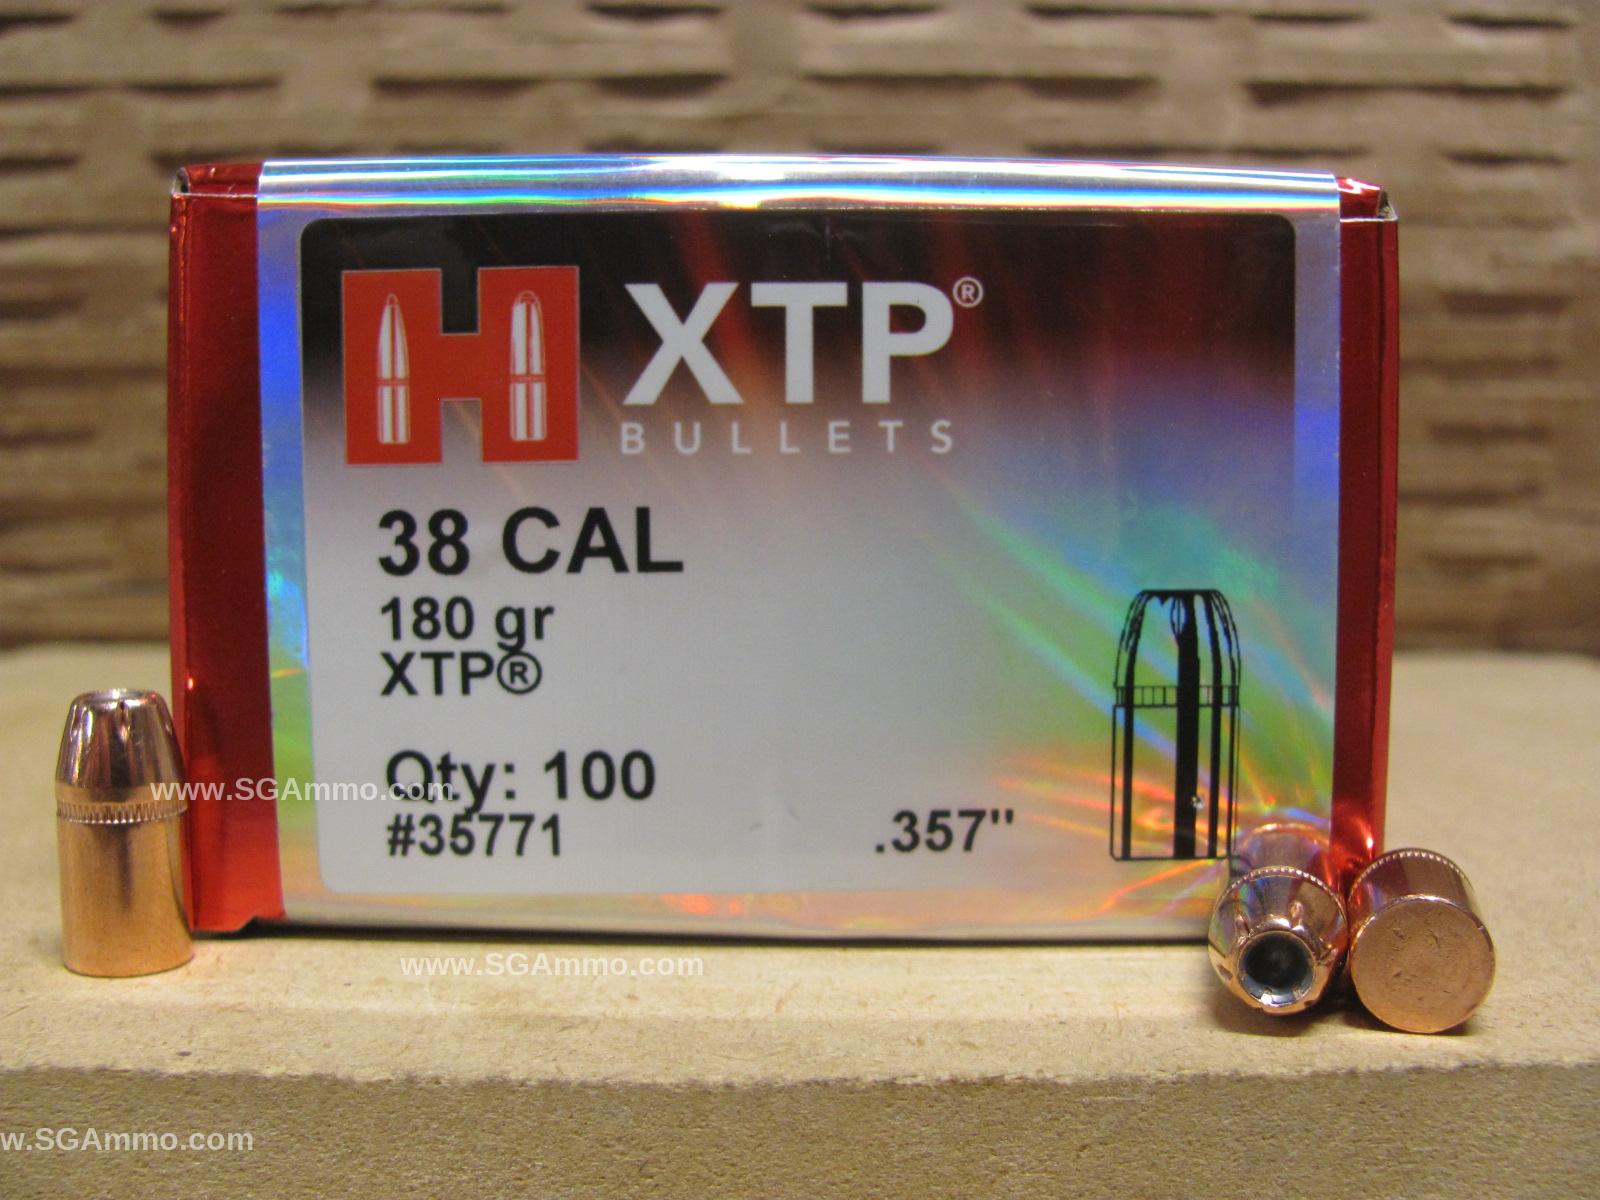 H XTP®
BULLETS
38 CAL
180 gr
XTP®
Qty: 100
#35771
.357"
www.SGAmmo.com
www.SGAmmo.com
w.SGAmmo.com